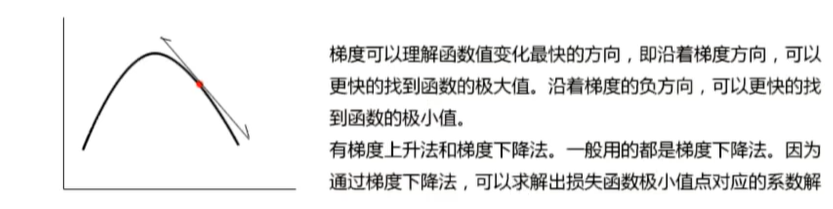 梯度可以理解函数值变化最快的方向，即沿着梯度方向，可以
更快的找到函数的极大值。沿着梯度的负方向，可以更快的找
到函数的极小值。
有梯度上升法和梯度下降法。一般用的都是梯度下降法。因为
通过梯度下降法，可以求解出损失函数极小值点对应的系数解